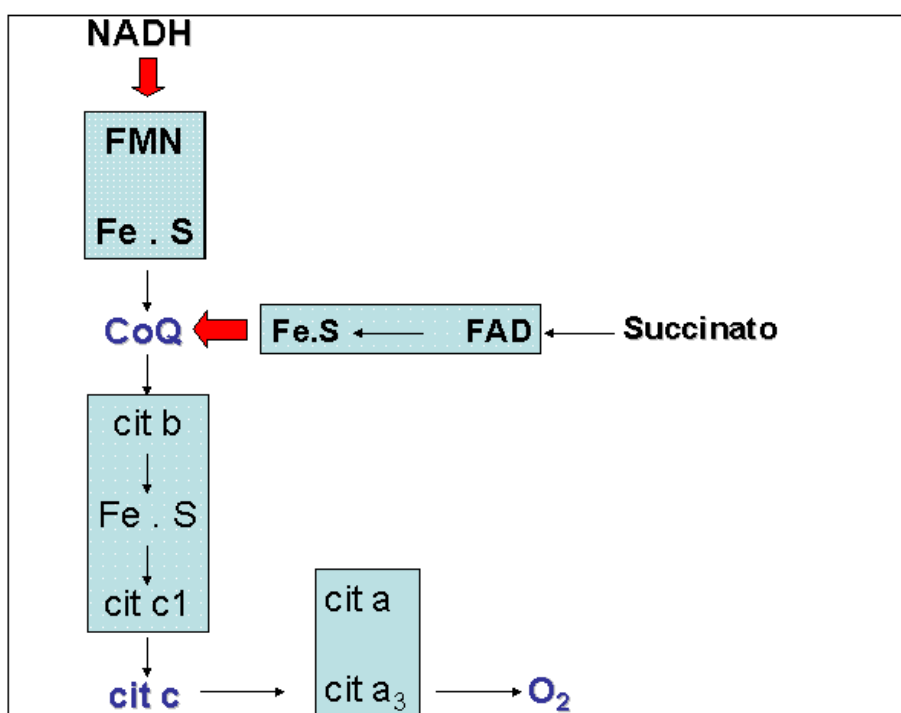 NADH
FMN
Fe . S
CoQ
Fe.S
FAD
Succinato
cit b
Fe . S
cit c1
cit a
cit c
cit a₃
O₂